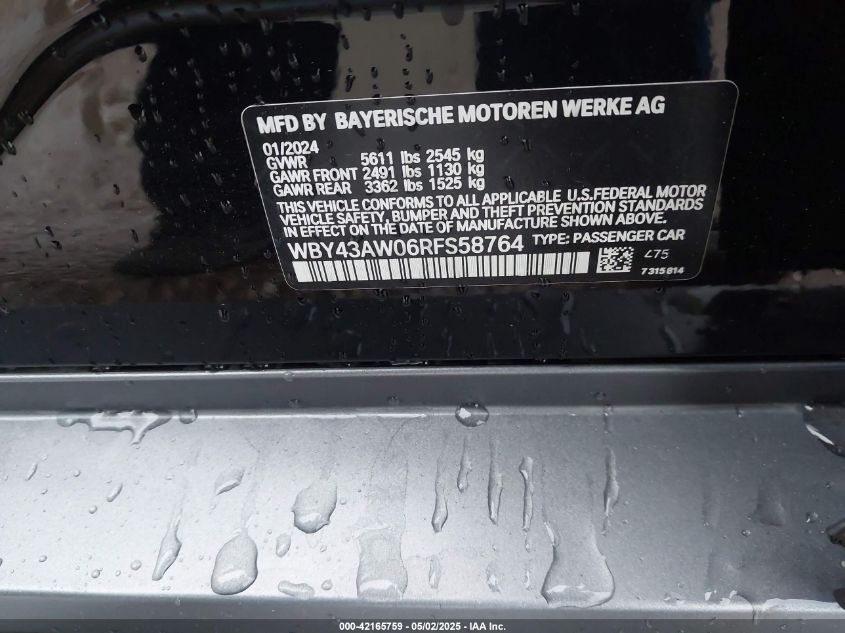 MFD BY BAYERISCHE MOTOREN WERKE AG
01/2024
GVWR 5611 lbs 2545 kg
GAWR FRONT 2491 lbs 1130 kg
GAWR REAR 3362 lbs 1525 kg
THIS VEHICLE CONFORMS TO ALL APPLICABLE U.S.FEDERAL MOTOR
VEHICLE SAFETY, BUMPER AND THEFT PREVENTION STANDARDS
IN EFFECT ON THE DATE OF MANUFACTURE SHOWN ABOVE.
WBY43AW06RFS58764 TYPE: PASSENGER CAR
475
7315814
000-42165759 - 05/02/2025 - IAA Inc.